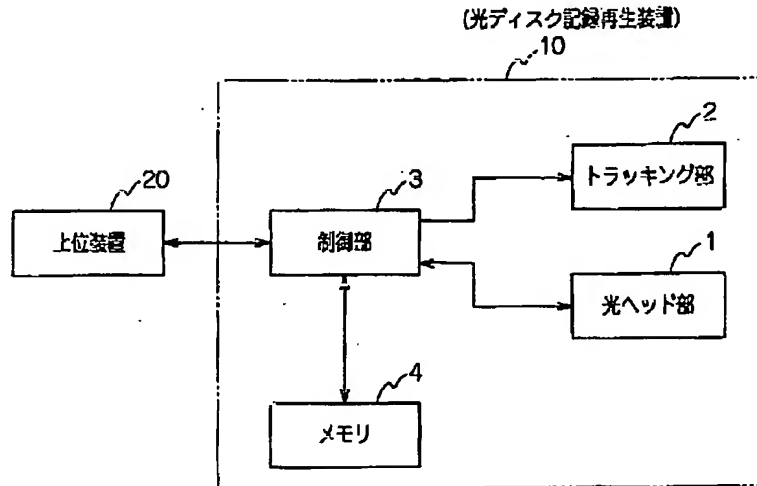 (光ディスク記録再生装置)
10
2
トラッキング部
20
上位装置
3
制御部
1
光ヘッド部
4
メモリ